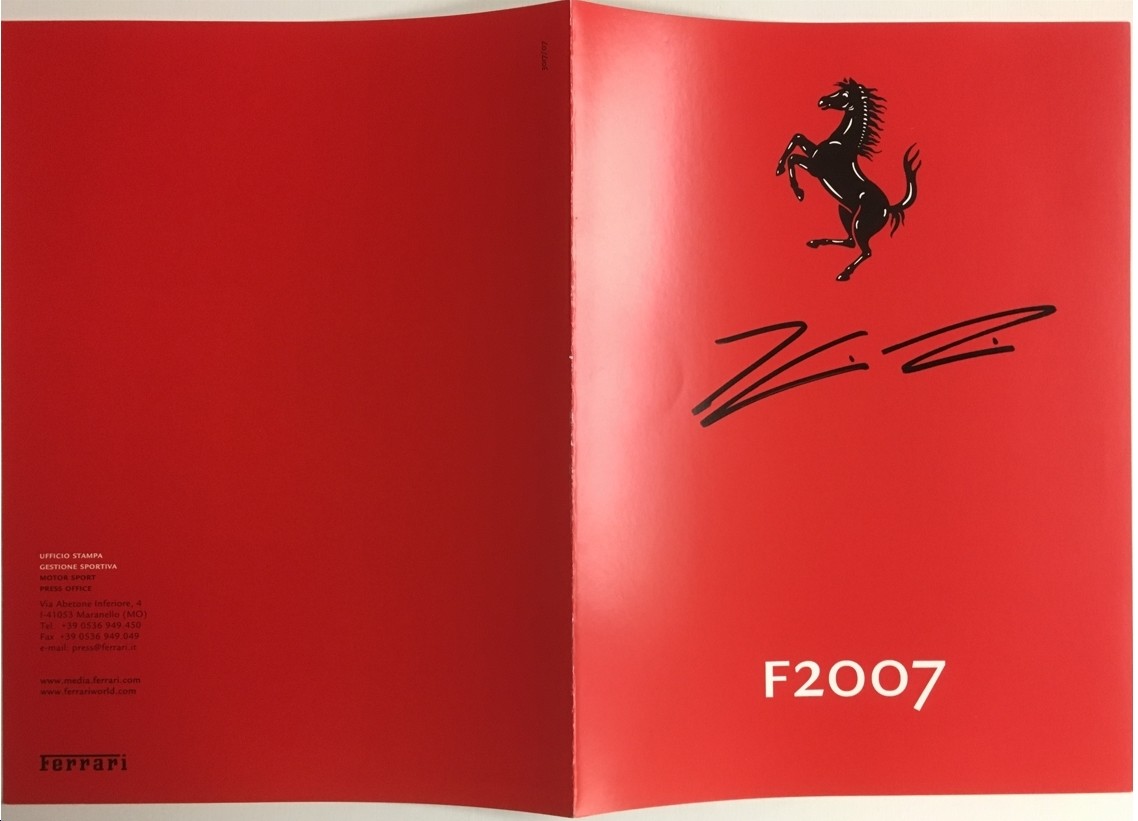 UFFICIO STAMPA
GESTIONE SPORTIVA
MOTOR SPORT
PRESS OFFICE
Via Abetone Inferiore, 4
I-41053 Maranello (MO)
Tel +39 0536 949.450
Fax +39 0536 949.049
e-mail: press@ferrari.it
www.media.ferrari.com
www.ferrariworld.com
Ferrari
F2007